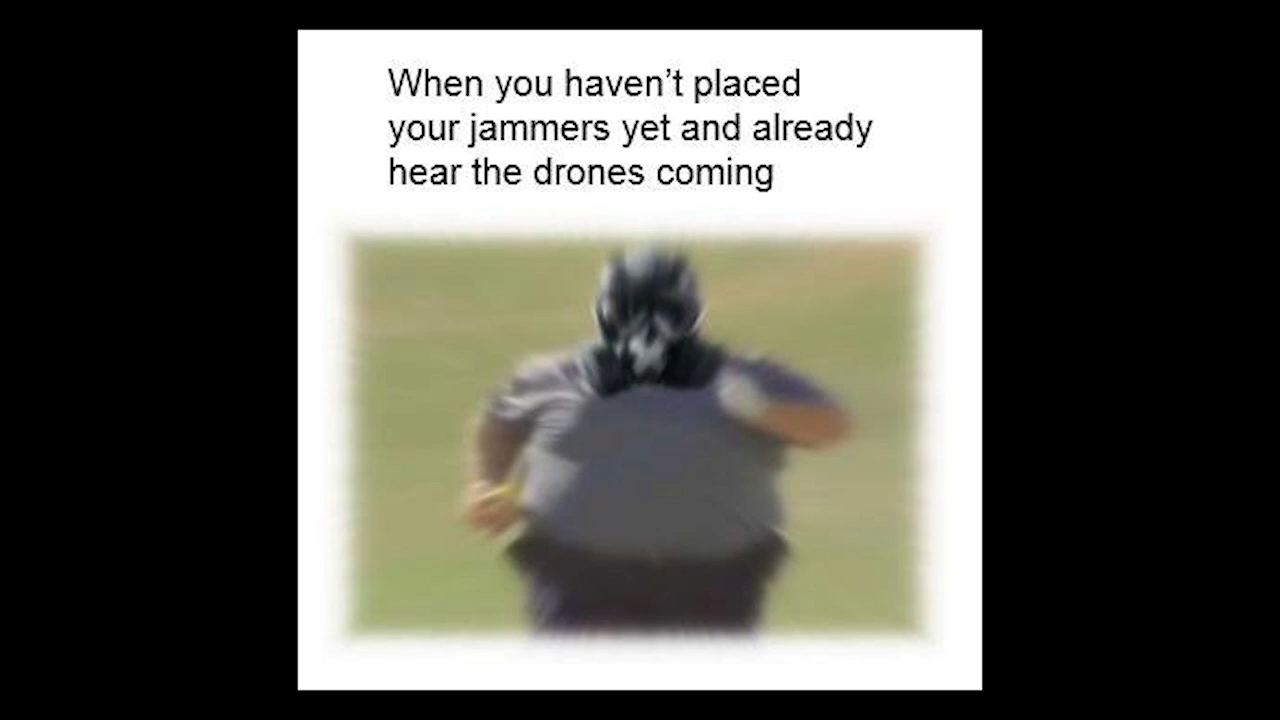 When you haven’t placed
your jammers yet and already
hear the drones coming